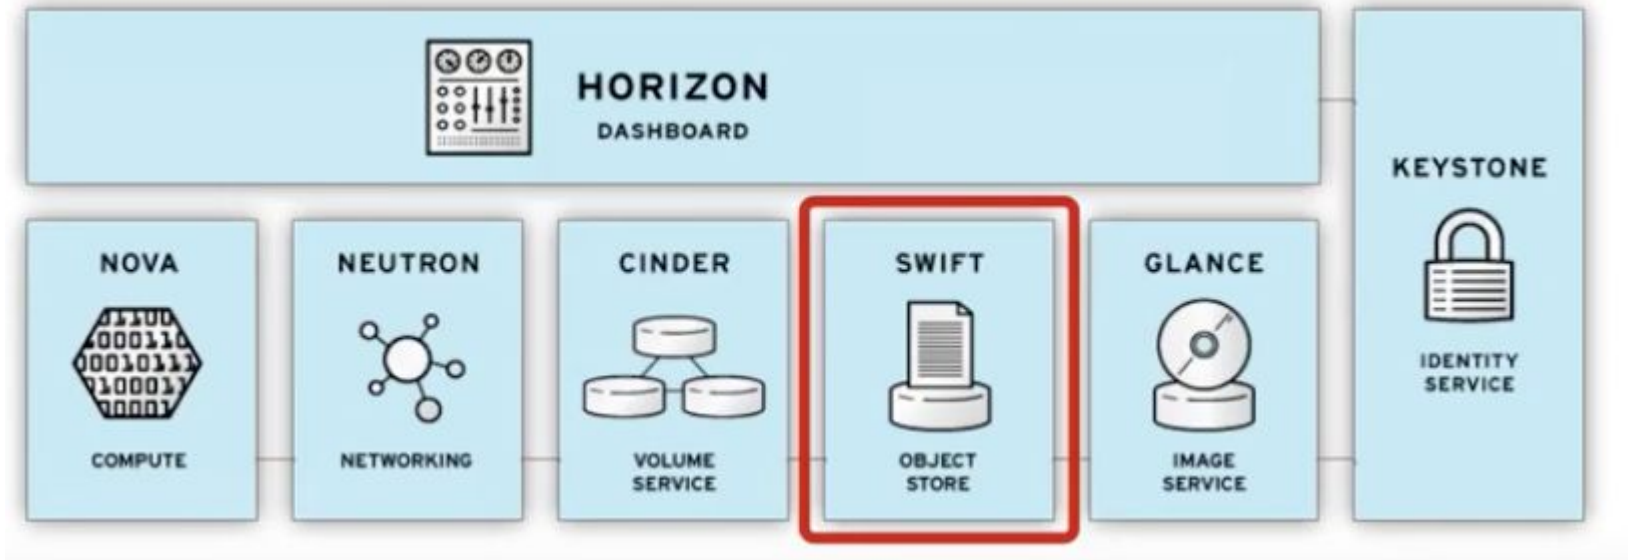 HORIZON
DASHBOARD
KEYSTONE
IDENTITY
SERVICE
NOVA
COMPUTE
NEUTRON
NETWORKING
CINDER
VOLUME
SERVICE
SWIFT
OBJECT
STORE
GLANCE
IMAGE
SERVICE